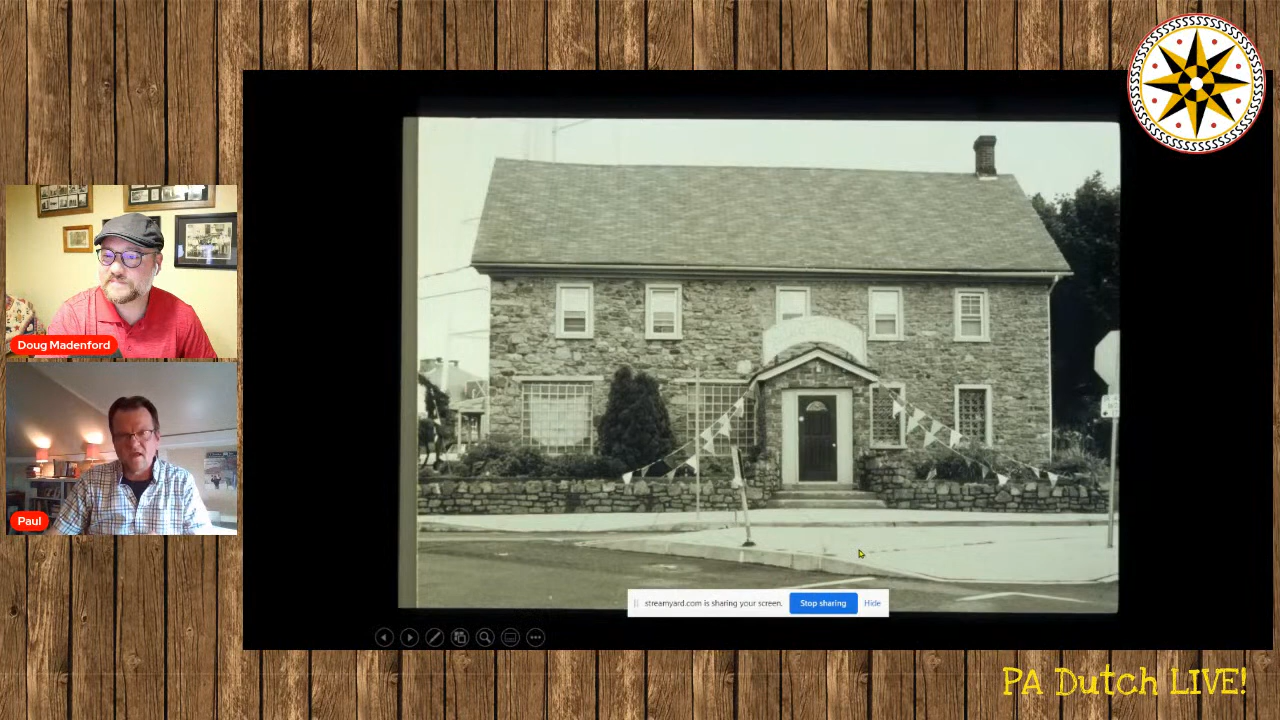 Doug Madenford
Paul
streamyard.com is sharing your screen.
Stop sharing
Hide
PA Dutch LIVE!